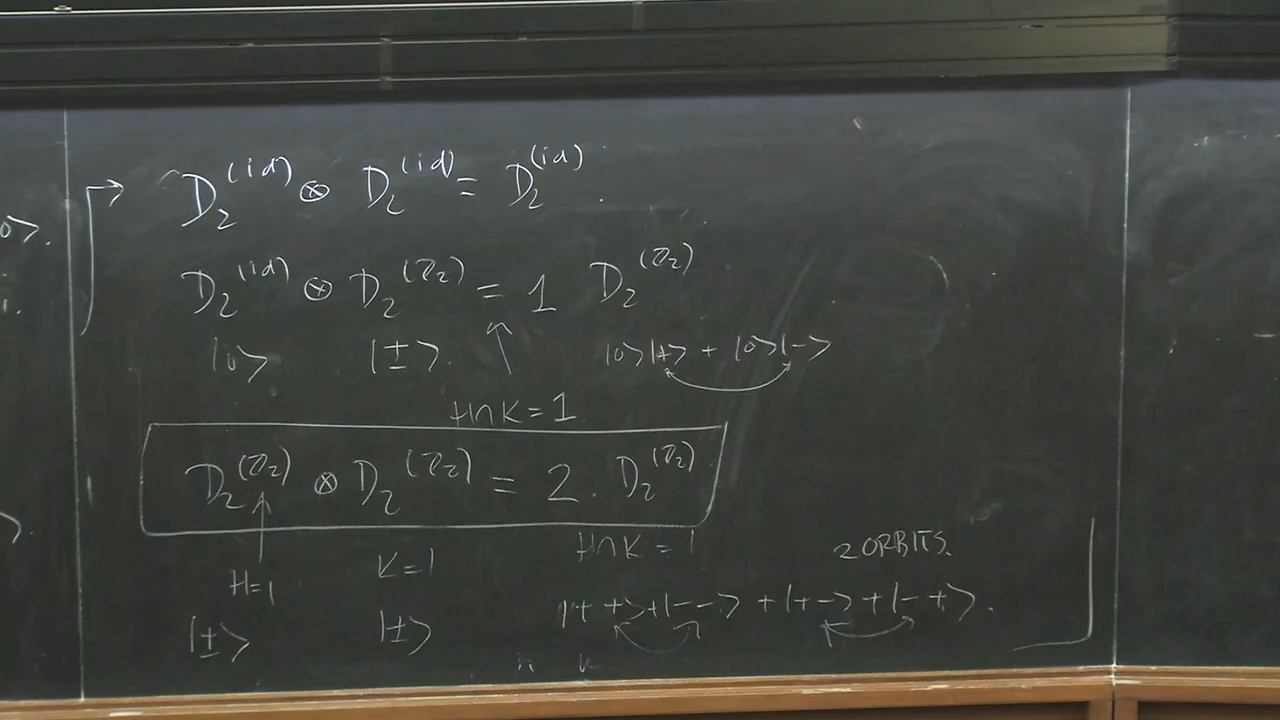 0>.
D₂^(id) ⊗ D₂^(id) = D₂^(id).
D₂^(id) ⊗ D₂^(ℤ₂) = 1 D₂^(ℤ₂)
|0> |±>. ↑ |0>|+> + |0>|->
H∩K = 1
D₂^(ℤ₂) ⊗ D₂^(ℤ₂) = 2. D₂^(ℤ₂)
H=1 K=1 H∩K = 1 2 ORBITS.
|±> |±> |++>+|--> +|+->+|-+>.